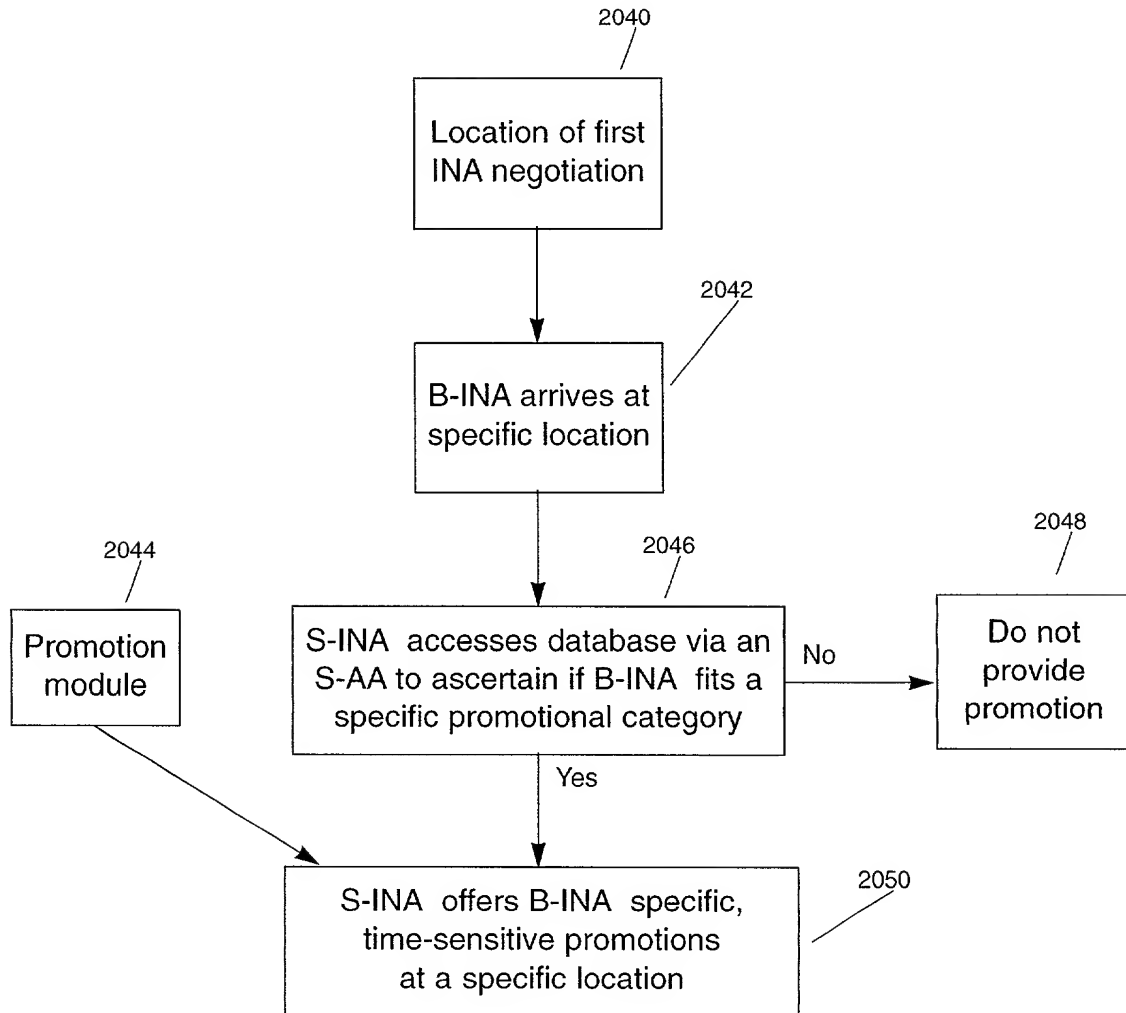 2040
Location of first
INA negotiation
2042
B-INA arrives at
specific location
2044
Promotion
module
2046
S-INA accesses database via an
S-AA to ascertain if B-INA fits a
specific promotional category
No
2048
Do not
provide
promotion
Yes
2050
S-INA offers B-INA specific,
time-sensitive promotions
at a specific location